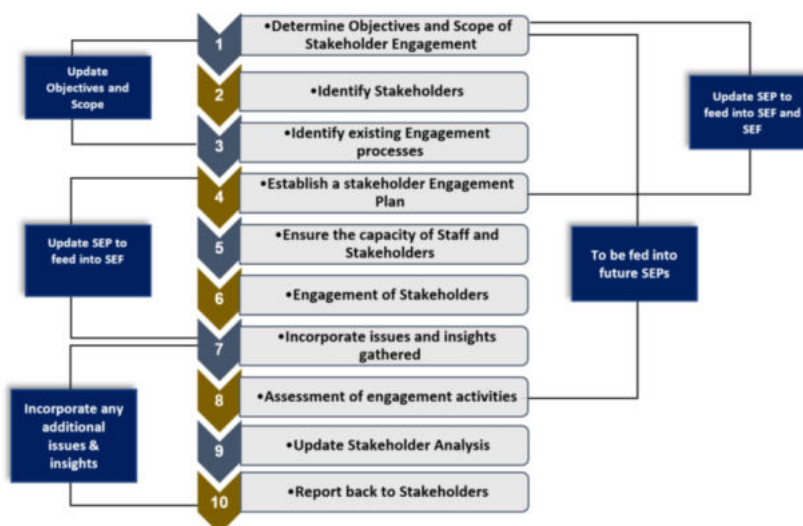 1
•Determine Objectives and Scope of
Stakeholder Engagement
2
•Identify Stakeholders
3
•Identify existing Engagement
processes
4
•Establish a stakeholder Engagement
Plan
5
•Ensure the capacity of Staff and
Stakeholders
6
•Engagement of Stakeholders
7
•Incorporate issues and insights
gathered
8
•Assessment of engagement activities
9
•Update Stakeholder Analysis
10
•Report back to Stakeholders
Update
Objectives and
Scope
Update SEP to
feed into SEF
Incorporate any
additional
issues &
insights
Update SEP to
feed into SEF and
SEF
To be fed into
future SEPs